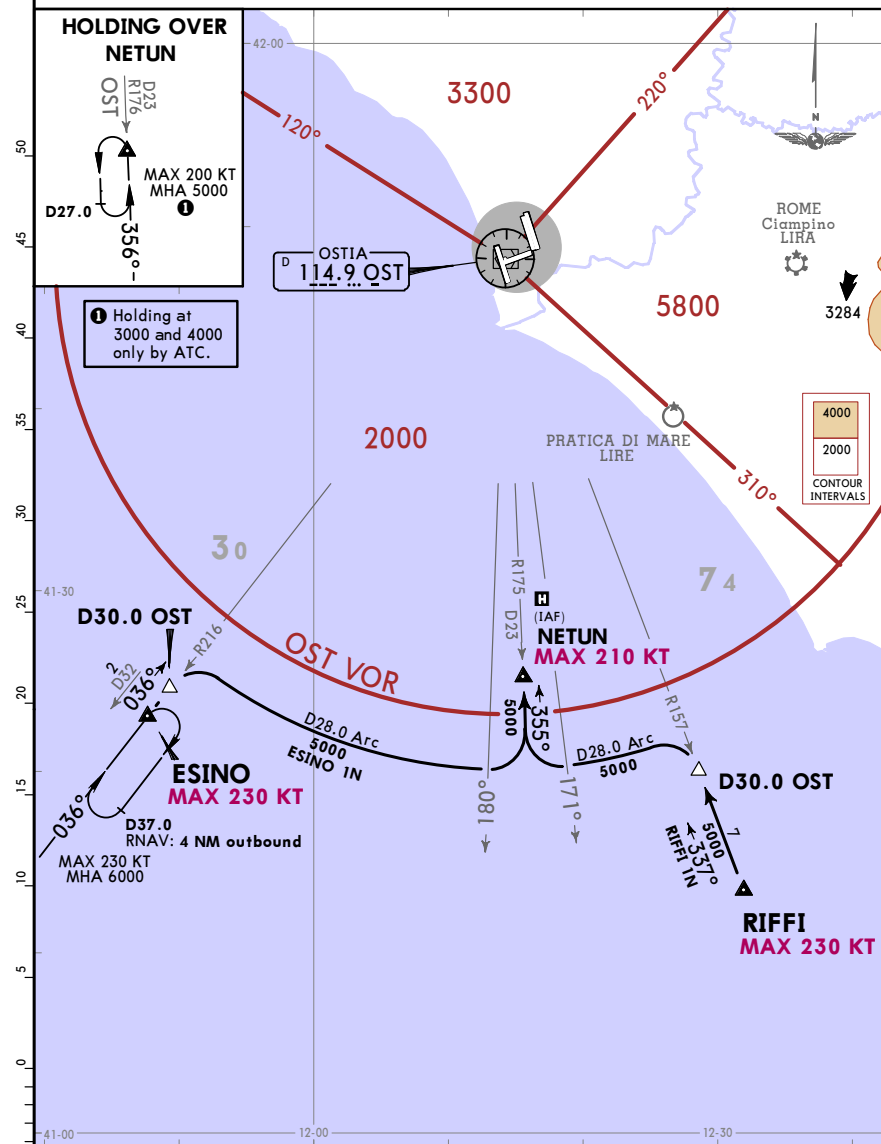 HOLDING OVER
NETUN
D23
R176
OST
MAX 200 KT
MHA 5000
1
D27.0
356°
1 Holding at
3000 and 4000
only by ATC.
42-00
3300
120°
220°
N
ROME
Ciampino
LIRA
OSTIA
D 114.9 OST
5800
3284
50
45
40
35
30
25
20
15
10
5
0
2000
PRATICA DI MARE
LIRE
310°
4000
2000
CONTOUR
INTERVALS
30
74
41-30
R175
D23
H
(IAF)
NETUN
MAX 210 KT
D30.0 OST
R216
OST VOR
R157
2
D32
036°
D28.0 Arc
5000
ESINO 1N
5000
355°
D28.0 Arc
5000
D30.0 OST
ESINO
MAX 230 KT
180°
171°
036°
D37.0
RNAV: 4 NM outbound
MAX 230 KT
MHA 6000
7
5000
337°
RIFFI 1N
RIFFI
MAX 230 KT
41-00
12-00
12-30